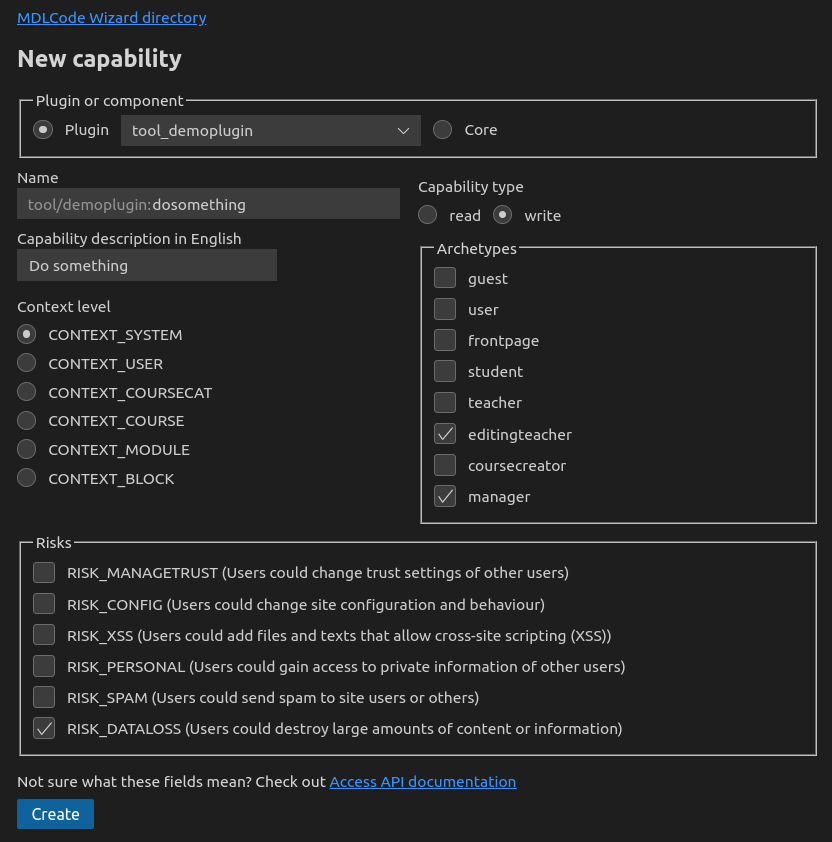 MDLCode Wizard directory
New capability
Plugin or component
Plugin tool_demoplugin Core
Name
tool/demoplugin:dosomething
Capability description in English
Do something
Context level
CONTEXT_SYSTEM
CONTEXT_USER
CONTEXT_COURSECAT
CONTEXT_COURSE
CONTEXT_MODULE
CONTEXT_BLOCK
Capability type
read write
Archetypes
guest
user
frontpage
student
teacher
editingteacher
coursecreator
manager
Risks
RISK_MANAGETRUST (Users could change trust settings of other users)
RISK_CONFIG (Users could change site configuration and behaviour)
RISK_XSS (Users could add files and texts that allow cross-site scripting (XSS))
RISK_PERSONAL (Users could gain access to private information of other users)
RISK_SPAM (Users could send spam to site users or others)
RISK_DATALOSS (Users could destroy large amounts of content or information)
Not sure what these fields mean? Check out Access API documentation
Create